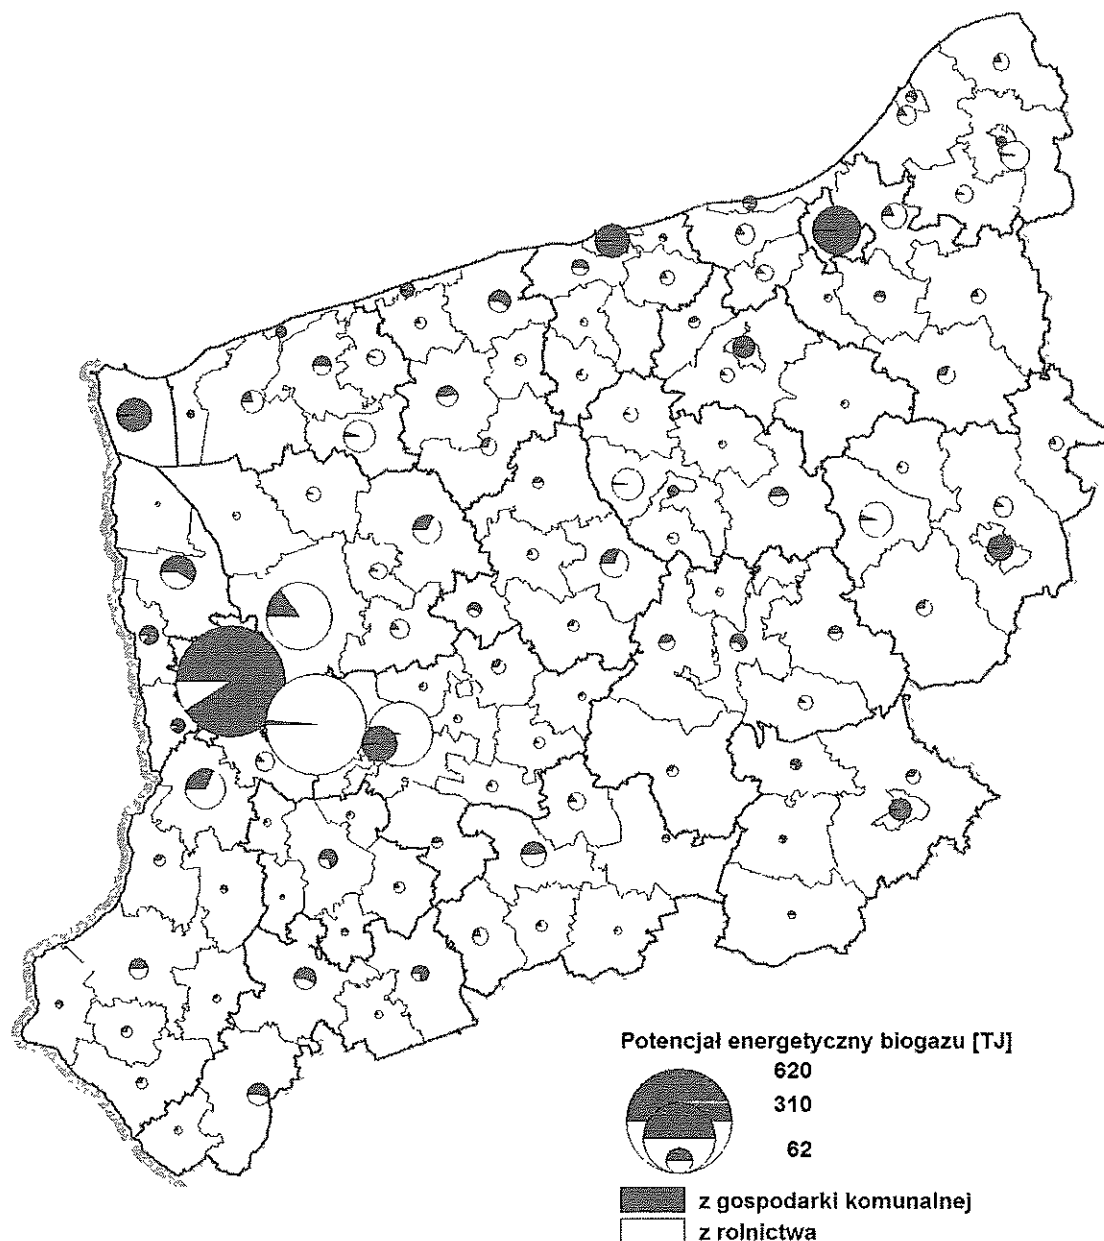 Potencjał energetyczny biogazu [TJ]
620
310
62
z gospodarki komunalnej
z rolnictwa